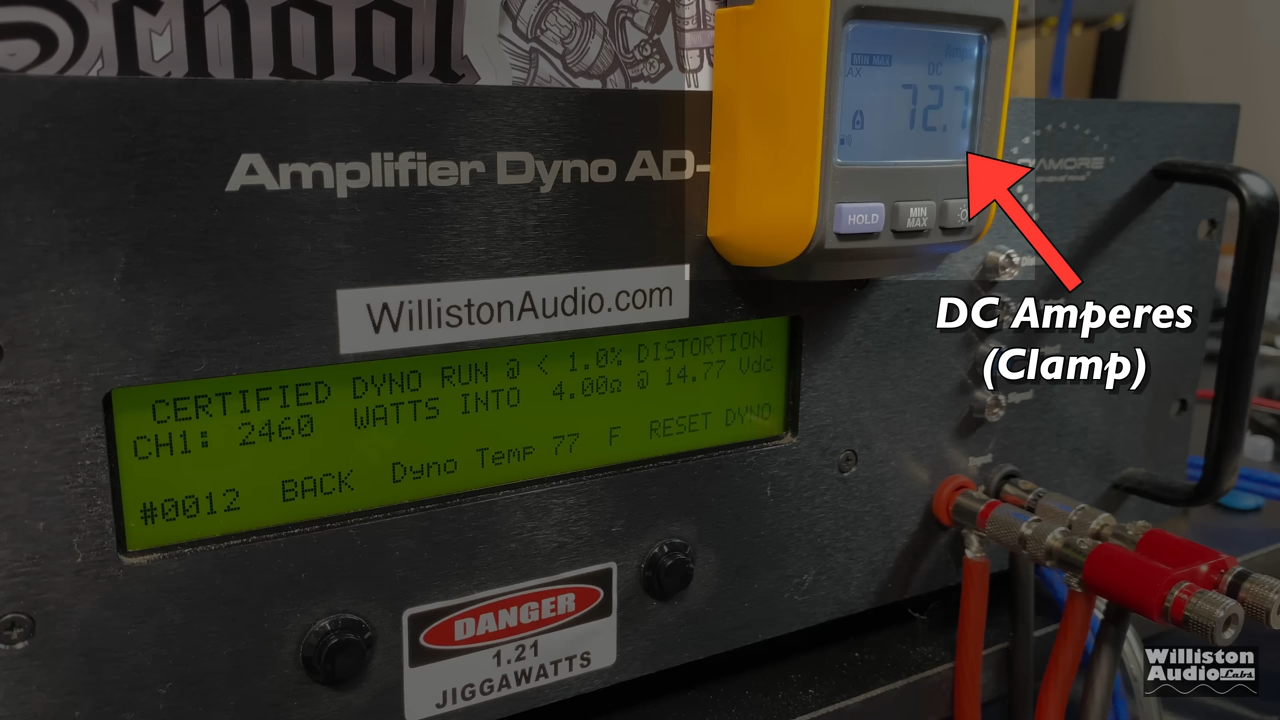 School
Amplifier Dyno AD-
WillistonAudio.com
CERTIFIED DYNO RUN @ < 1.0% DISTORTION
CH1: 2460 WATTS INTO 4.00Ω @ 14.77 Vdc
#0012 BACK Dyno Temp 77 F RESET DYNO
DANGER
1.21
JIGGAWATTS
MIN MAX
DC
72.7
HOLD
MIN
MAX
DC Amperes
(Clamp)
Williston
Audio Labs